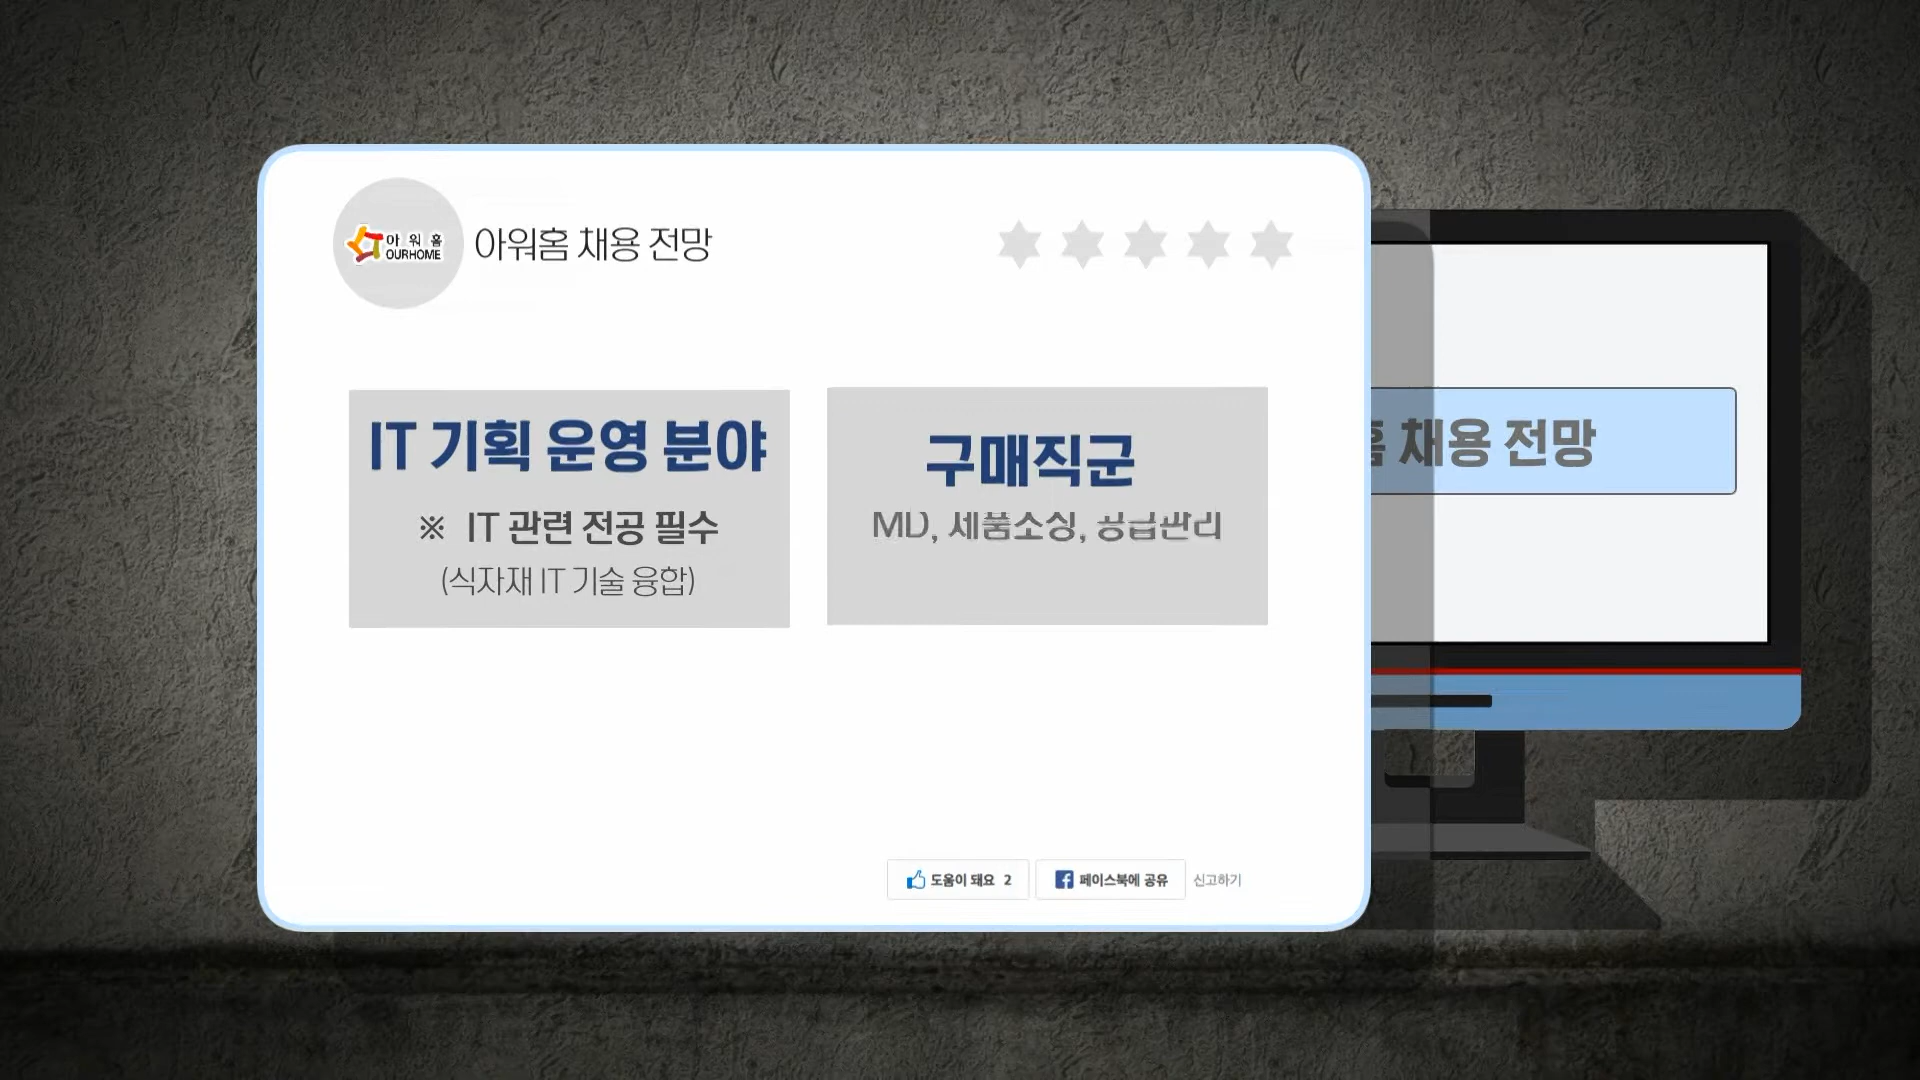 아워홈
OURHOME
아워홈 채용 전망
IT 기획 운영 분야
※ IT 관련 전공 필수
(식자재 IT 기술 융합)
구매직군
MD, 제품소싱, 공급관리
홈 채용 전망
도움이 돼요 2
페이스북에 공유
신고하기